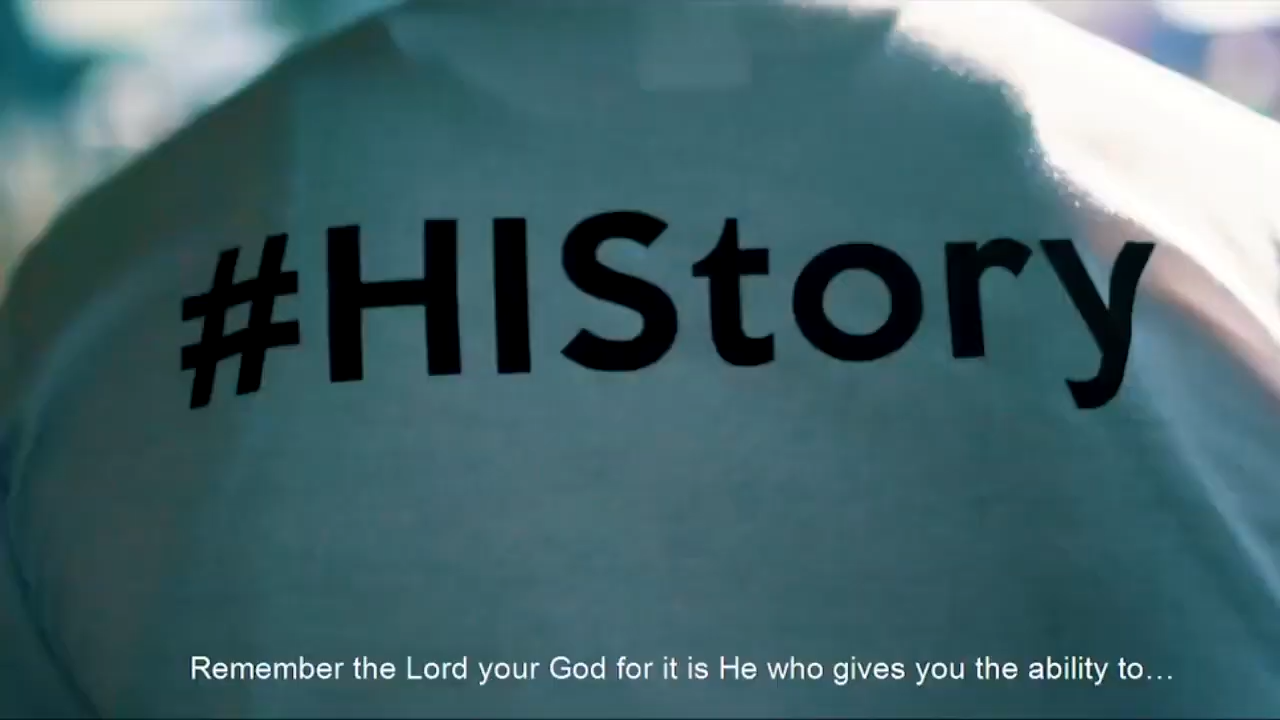 #HIStory
Remember the Lord your God for it is He who gives you the ability to…